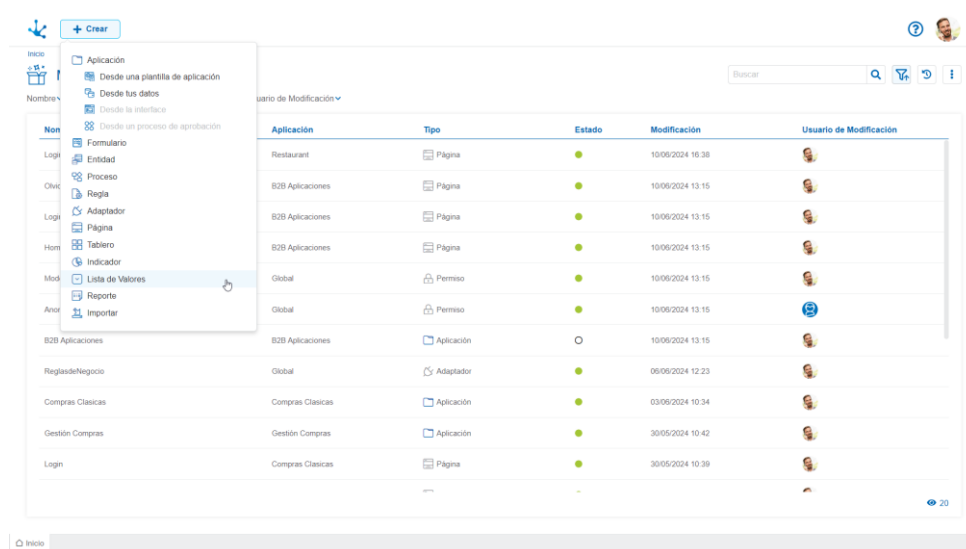 Crear
Inicio
Aplicación
Desde una plantilla de aplicación
Desde tus datos
Desde la interface
Desde un proceso de aprobación
Formulario
Entidad
Proceso
Regla
Adaptador
Página
Tablero
Indicador
Lista de Valores
Reporte
Importar
Buscar
Nombre
uario de Modificación
Nom Aplicación Tipo Estado Modificación Usuario de Modificación
Logi Restaurant Página 10/06/2024 16:38
Olvid B2B Aplicaciones Página 10/06/2024 13:15
Logi B2B Aplicaciones Página 10/06/2024 13:15
Hom B2B Aplicaciones Página 10/06/2024 13:15
Mode Global Permiso 10/06/2024 13:15
Anon Global Permiso 10/06/2024 13:15
B2B Aplicaciones B2B Aplicaciones Aplicación 10/06/2024 13:15
ReglasdeNegocio Global Adaptador 06/06/2024 12:23
Compras Clasicas Compras Clasicas Aplicación 03/06/2024 10:34
Gestión Compras Gestión Compras Aplicación 30/05/2024 10:42
Login Compras Clasicas Página 30/05/2024 10:39
20
Inicio